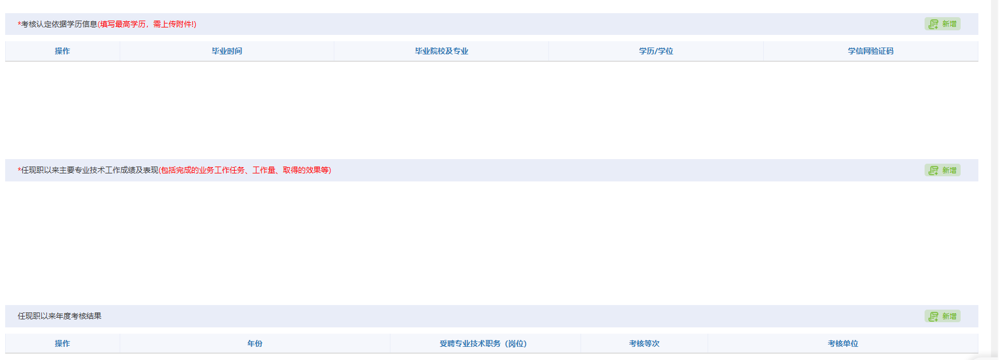 *考核认定依据学历信息(填写最高学历，需上传附件!) 新增
操作 毕业时间 毕业院校及专业 学历/学位 学信网验证码
*任现职以来主要专业技术工作成绩及表现(包括完成的业务工作任务、工作量、取得的效果等) 新增
任现职以来年度考核结果 新增
操作 年份 受聘专业技术职务（岗位） 考核等次 考核单位